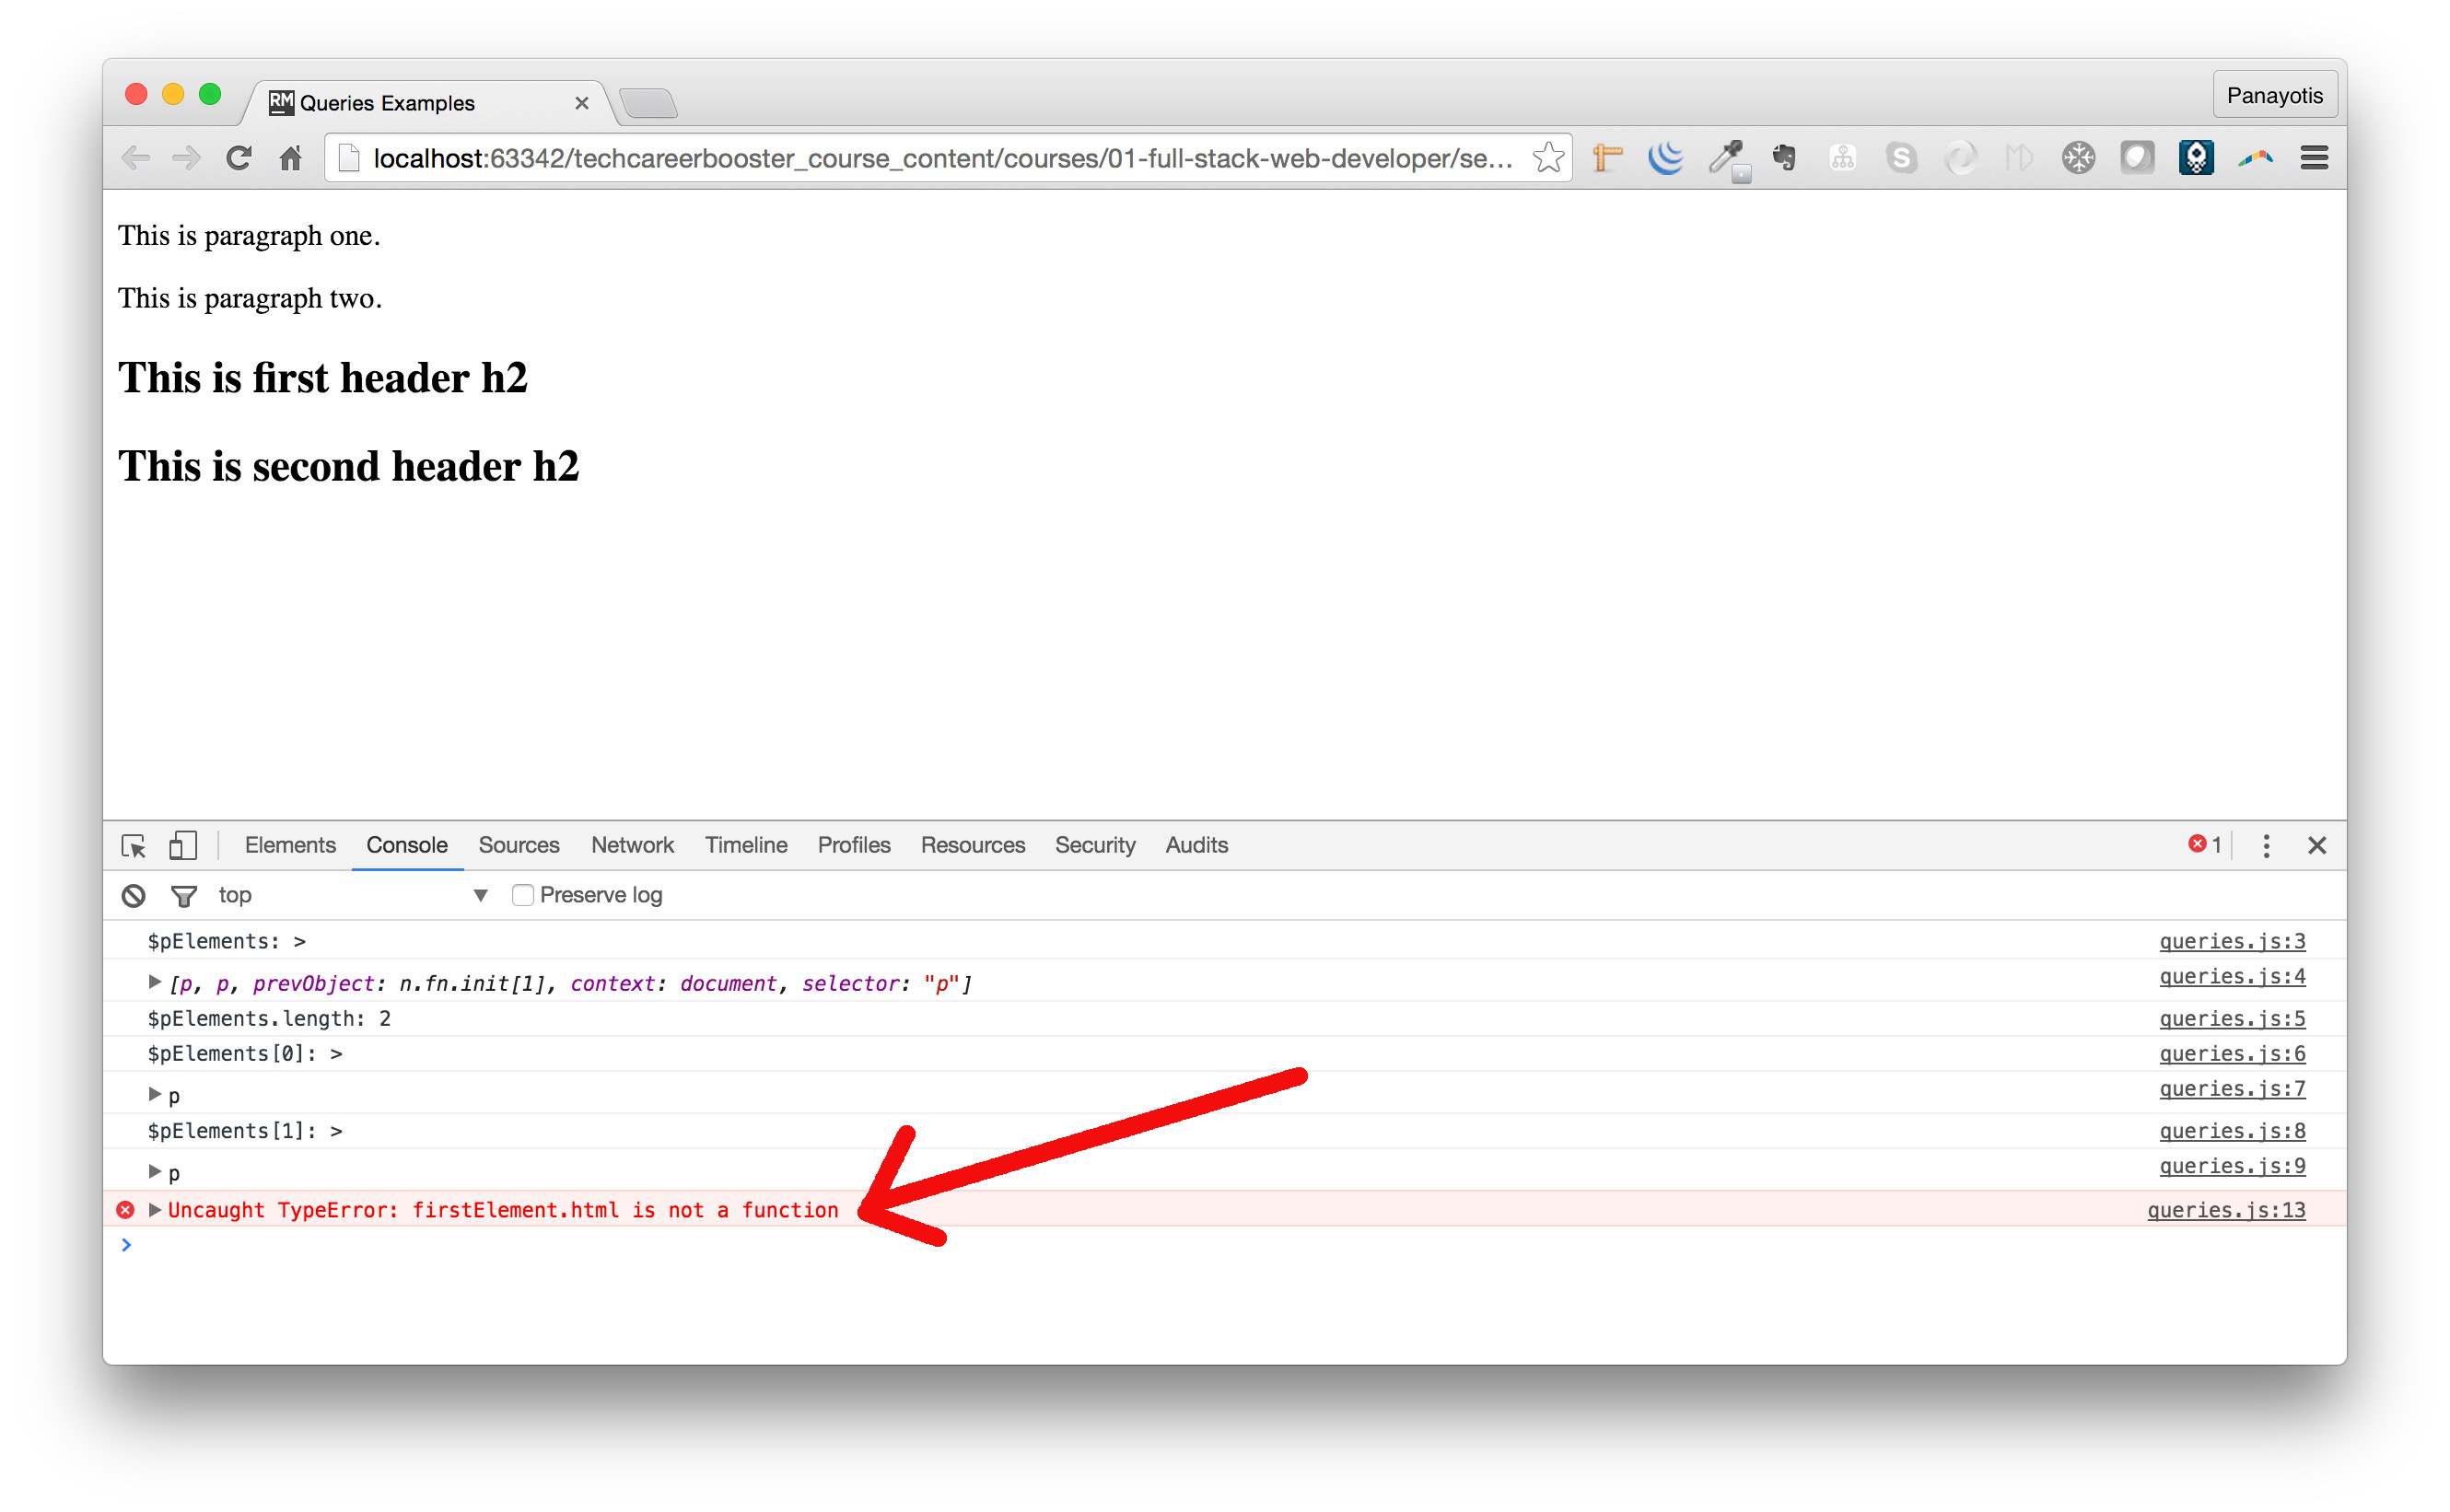 RM Queries Examples
Panayotis
localhost:63342/techcareerbooster_course_content/courses/01-full-stack-web-developer/se...
This is paragraph one.
This is paragraph two.
This is first header h2
This is second header h2
Elements Console Sources Network Timeline Profiles Resources Security Audits 1
top Preserve log
$pElements: > queries.js:3
[p, p, prevObject: n.fn.init[1], context: document, selector: "p"] queries.js:4
$pElements.length: 2 queries.js:5
$pElements[0]: > queries.js:6
p queries.js:7
$pElements[1]: > queries.js:8
p queries.js:9
Uncaught TypeError: firstElement.html is not a function queries.js:13